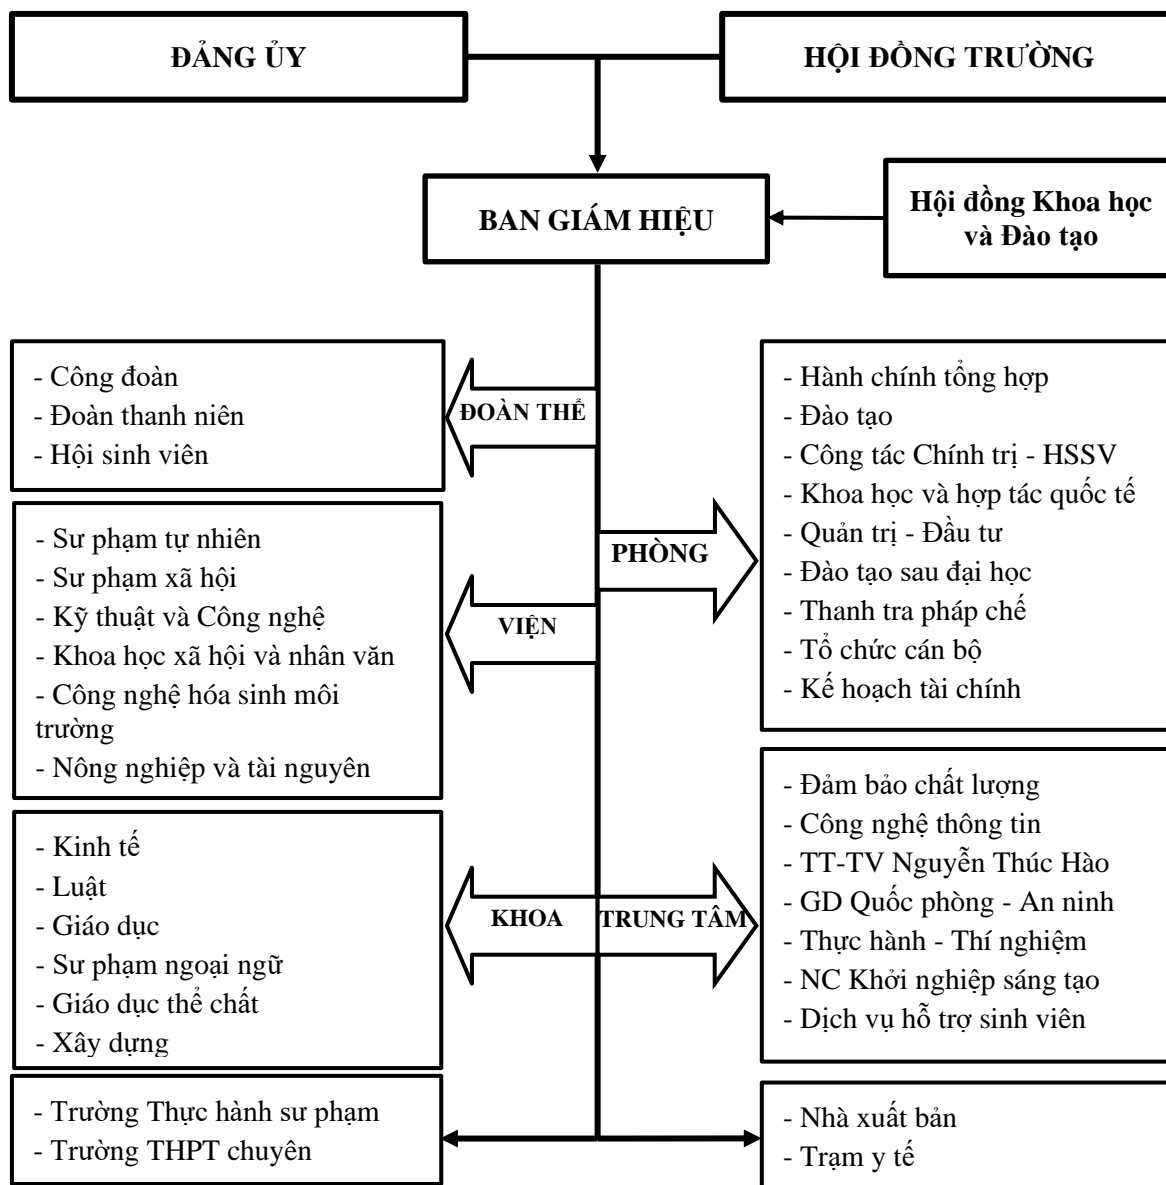 ĐẢNG ỦY
HỘI ĐỒNG TRƯỜNG
BAN GIÁM HIỆU
Hội đồng Khoa học
và Đào tạo
- Công đoàn
- Đoàn thanh niên
- Hội sinh viên
ĐOÀN THỂ
- Hành chính tổng hợp
- Đào tạo
- Công tác Chính trị - HSSV
- Khoa học và hợp tác quốc tế
- Quản trị - Đầu tư
- Đào tạo sau đại học
- Thanh tra pháp chế
- Tổ chức cán bộ
- Kế hoạch tài chính
PHÒNG
- Sư phạm tự nhiên
- Sư phạm xã hội
- Kỹ thuật và Công nghệ
- Khoa học xã hội và nhân văn
- Công nghệ hóa sinh môi
trường
- Nông nghiệp và tài nguyên
VIỆN
- Đảm bảo chất lượng
- Công nghệ thông tin
- TT-TV Nguyễn Thúc Hào
- GD Quốc phòng - An ninh
- Thực hành - Thí nghiệm
- NC Khởi nghiệp sáng tạo
- Dịch vụ hỗ trợ sinh viên
- Kinh tế
- Luật
- Giáo dục
- Sư phạm ngoại ngữ
- Giáo dục thể chất
- Xây dựng
KHOA
TRUNG TÂM
- Trường Thực hành sư phạm
- Trường THPT chuyên
- Nhà xuất bản
- Trạm y tế